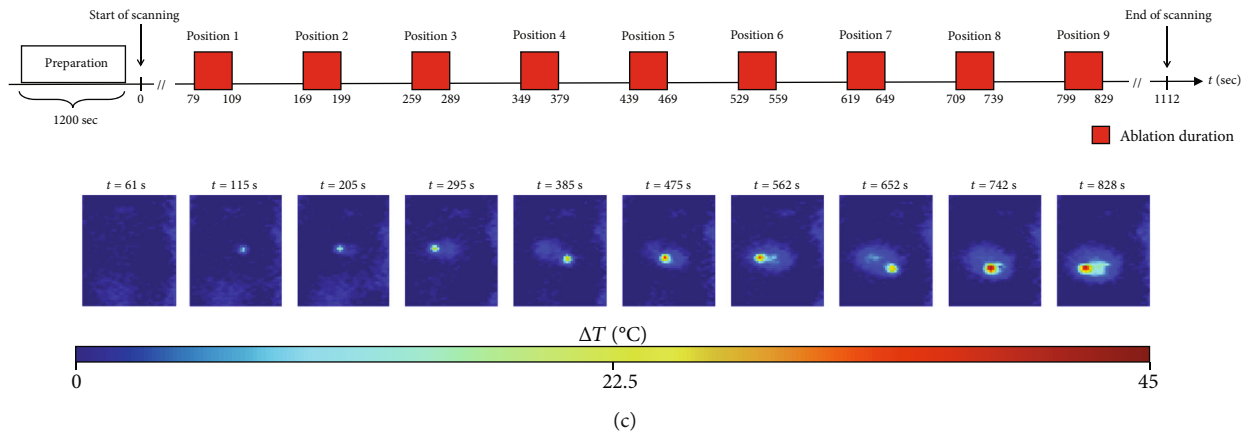 Start of scanning
End of scanning
Position 1 Position 2 Position 3 Position 4 Position 5 Position 6 Position 7 Position 8 Position 9
Preparation
// // t (sec)
0 79 109 169 199 259 289 349 379 439 469 529 559 619 649 709 739 799 829 1112
1200 sec
Ablation duration
t = 61 s t = 115 s t = 205 s t = 295 s t = 385 s t = 475 s t = 562 s t = 652 s t = 742 s t = 828 s
ΔT (°C)
0 22.5 45
(c)